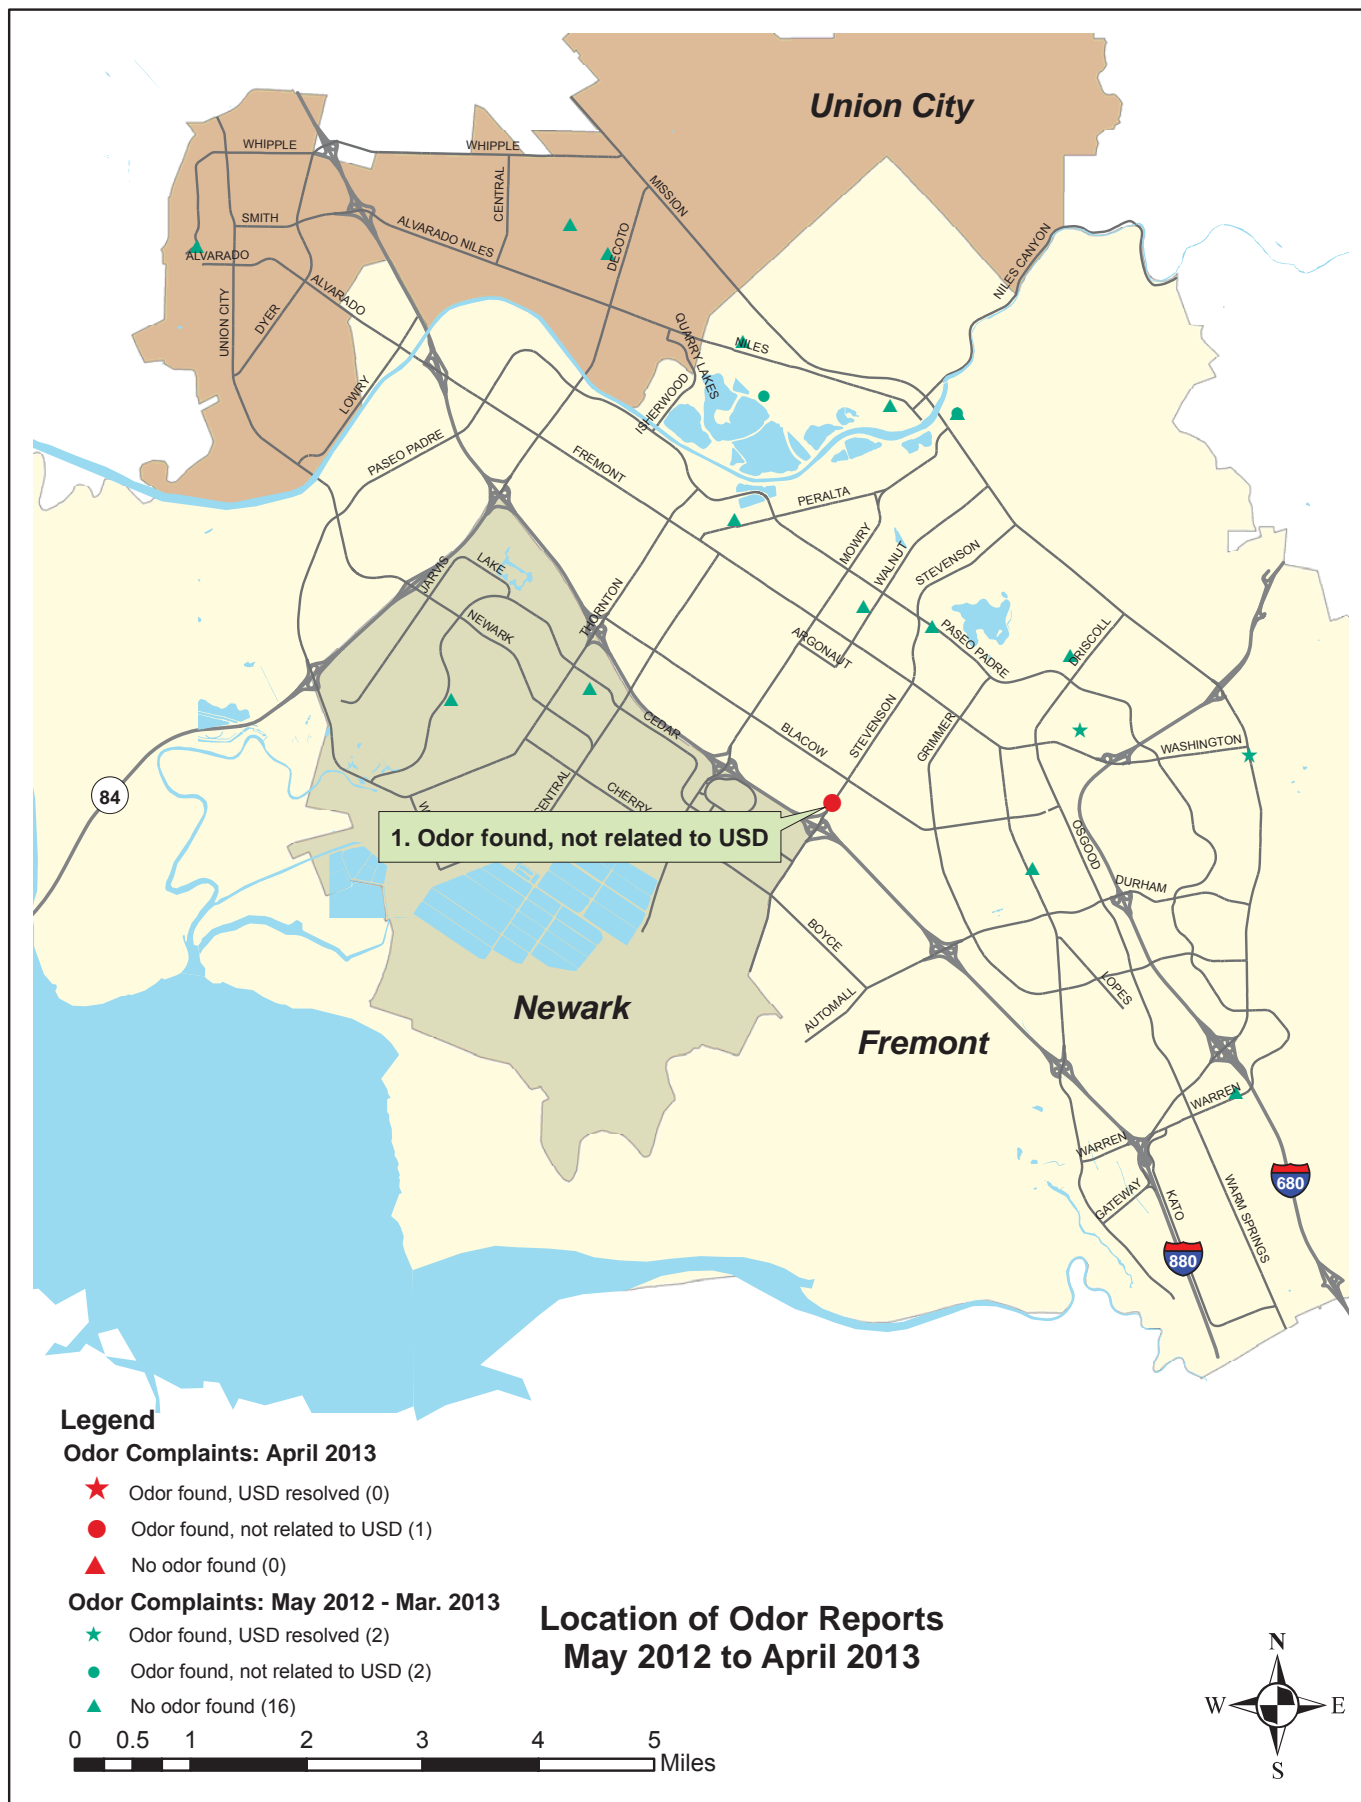 Union City
WHIPPLE
WHIPPLE
CENTRAL
MISSION
SMITH
ALVARADO NILES
DECOTO
NILES CANYON
ALVARADO
ALVARADO
UNION CITY
DYER
QUARRY LAKES
NILES
LOWRY
ISHERWOOD
PASEO PADRE
FREMONT
PERALTA
MOWRY
WALNUT
STEVENSON
JARVIS
LAKE
THORNTON
NEWARK
ARGONAUT
PASEO PADRE
DRISCOLL
CEDAR
BLACOW
STEVENSON
GRIMMER
WASHINGTON
84
CENTRAL
CHERRY
1. Odor found, not related to USD
OSGOOD
DURHAM
BOYCE
LOPES
AUTOMALL
Newark
Fremont
WARREN
WARREN
GATEWAY
KATO
WARM SPRINGS
680
880
Legend
Odor Complaints: April 2013
Odor found, USD resolved (0)
Odor found, not related to USD (1)
No odor found (0)
Odor Complaints: May 2012 - Mar. 2013
Odor found, USD resolved (2)
Odor found, not related to USD (2)
No odor found (16)
Location of Odor Reports
May 2012 to April 2013
N
W E
S
0 0.5 1 2 3 4 5
Miles